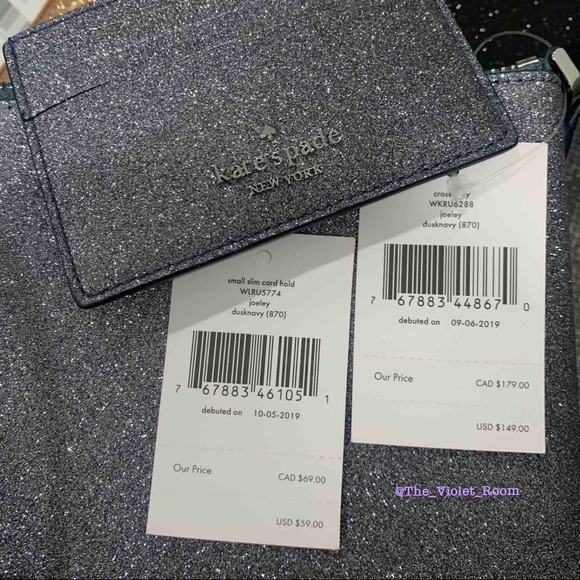 kate spade
NEW YORK
small slim card hold
WLRU5774
joeley
dusknavy (870)
7 67883 46105 1
debuted on 10-05-2019
Our Price CAD $69.00
USD $59.00
WKRU6288
joeley
dusknavy (870)
7 67883 44867 0
debuted on 09-06-2019
Our Price CAD $179.00
USD $149.00
@The_Violet_Room